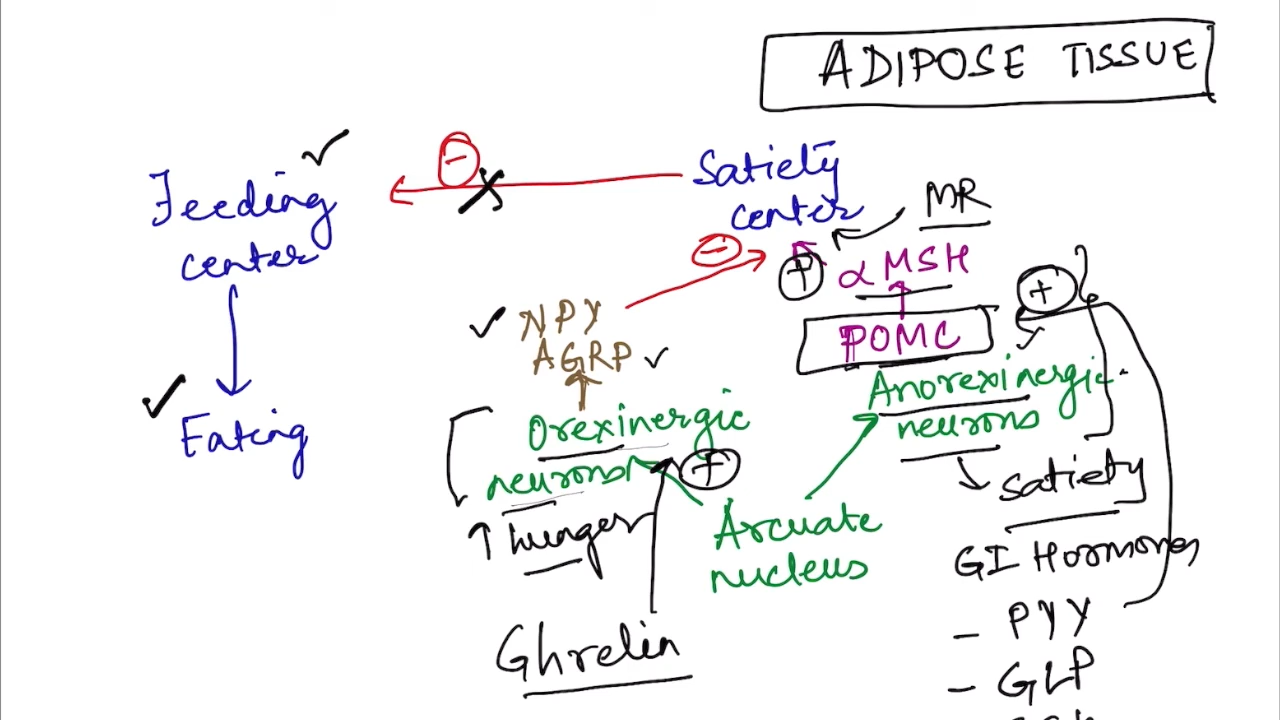 ADIPOSE TISSUE
Feeding
center
Satiety
center
MR
α MSH
POMC
NPY
AGRP
Eating
Orexinergic
neurons
↑ hunger
Anorexinergic
neurons
satiety
Arcuate
nucleus
Ghrelin
GI Hormones
- PYY
- GLP